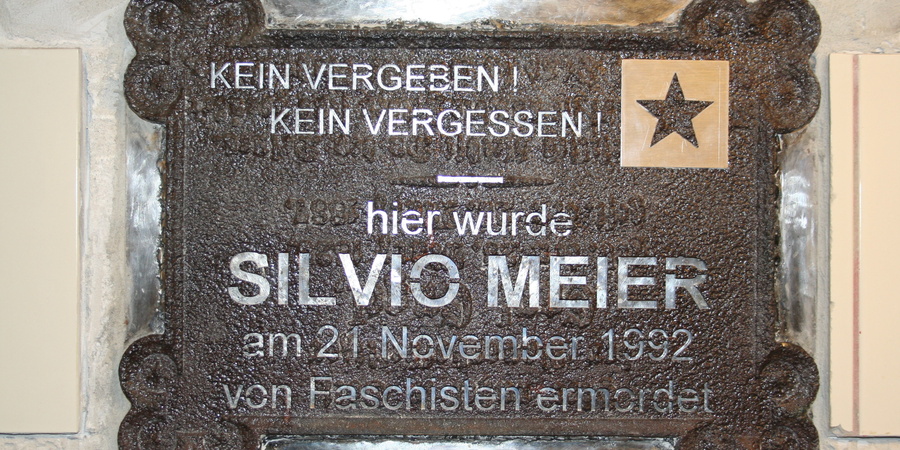 KEIN VERGEBEN !
KEIN VERGESSEN !
hier wurde
SILVIO MEIER
am 21 November 1992
von Faschisten ermordet